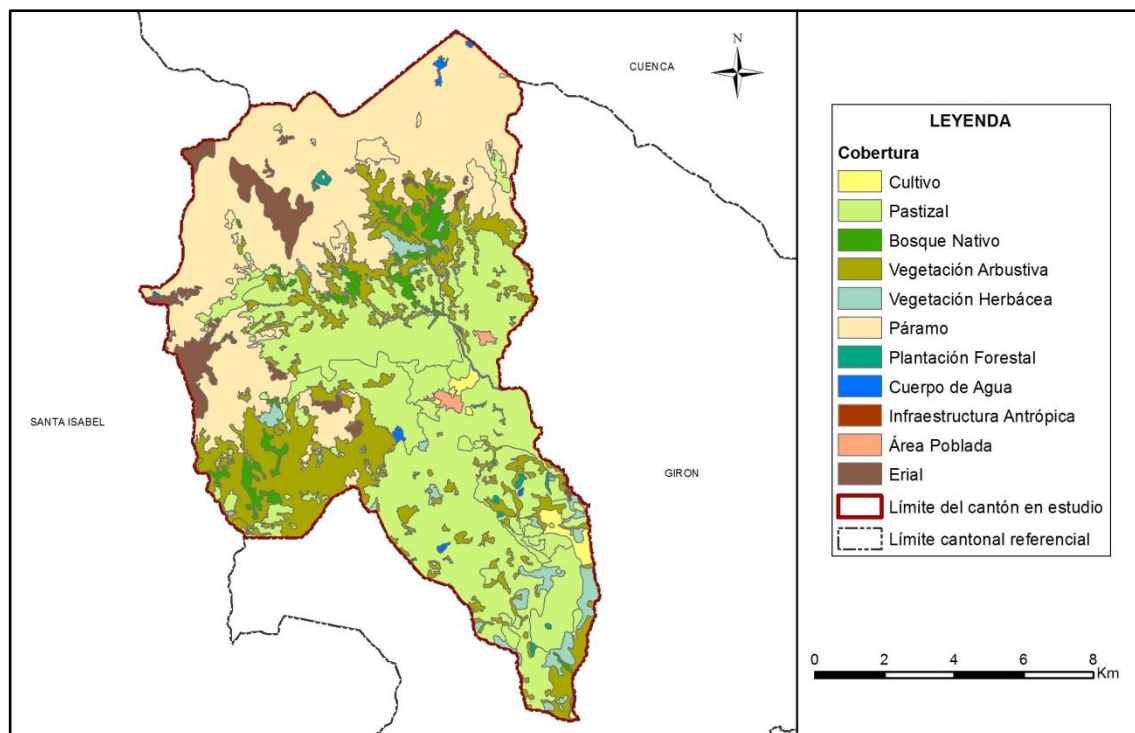 CUENCA
N
SANTA ISABEL
GIRON
LEYENDA
Cobertura
Cultivo
Pastizal
Bosque Nativo
Vegetación Arbustiva
Vegetación Herbácea
Páramo
Plantación Forestal
Cuerpo de Agua
Infraestructura Antrópica
Área Poblada
Erial
Límite del cantón en estudio
Límite cantonal referencial
0 2 4 6 8
Km